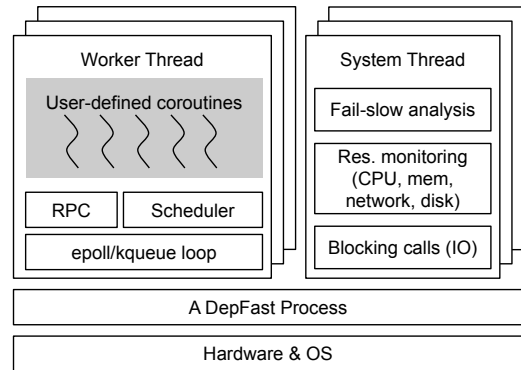 Worker Thread
User-defined coroutines
RPC
Scheduler
epoll/kqueue loop
System Thread
Fail-slow analysis
Res. monitoring
(CPU, mem,
network, disk)
Blocking calls (IO)
A DepFast Process
Hardware & OS